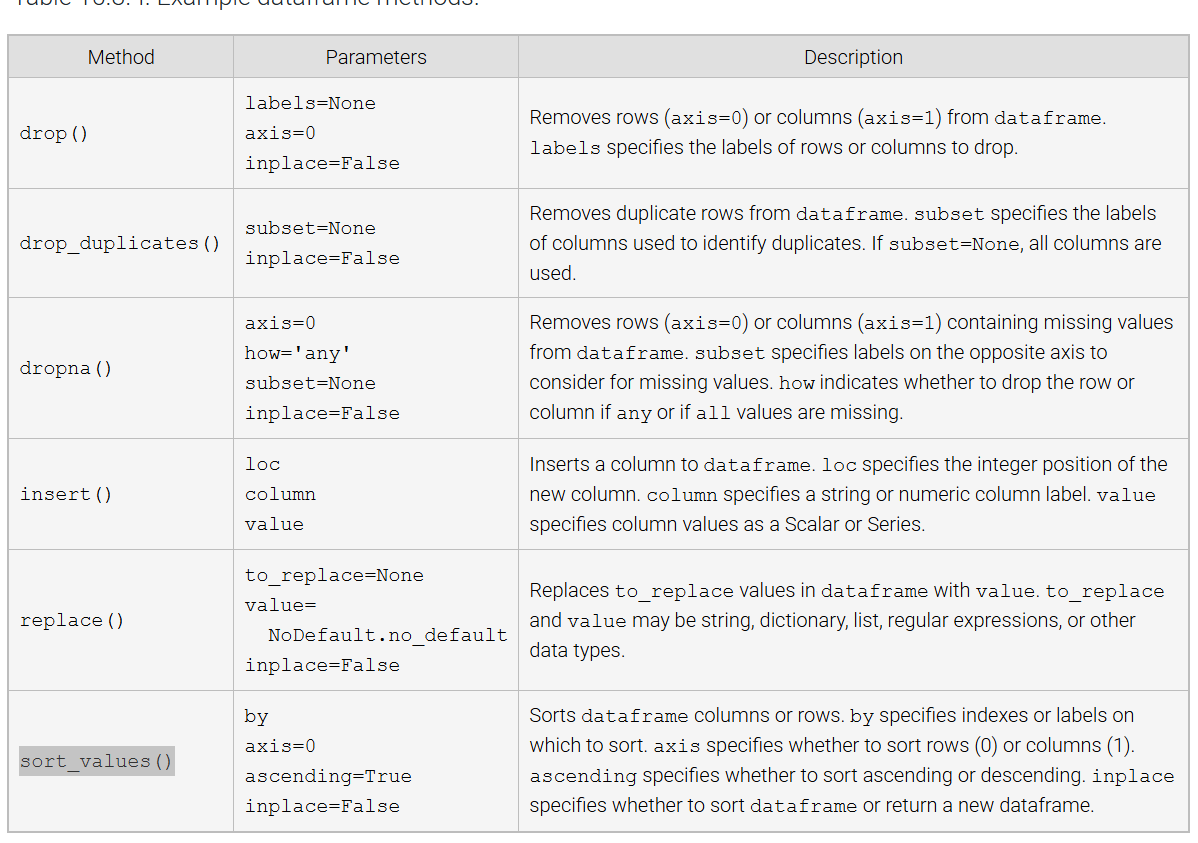 Table 10.3.4: Example dataframe methods.
Method Parameters Description
drop()
labels=None
axis=0
inplace=False
Removes rows (axis=0) or columns (axis=1) from dataframe.
labels specifies the labels of rows or columns to drop.
drop_duplicates()
subset=None
inplace=False
Removes duplicate rows from dataframe. subset specifies the labels
of columns used to identify duplicates. If subset=None, all columns are
used.
dropna()
axis=0
how='any'
subset=None
inplace=False
Removes rows (axis=0) or columns (axis=1) containing missing values
from dataframe. subset specifies labels on the opposite axis to
consider for missing values. how indicates whether to drop the row or
column if any or if all values are missing.
insert()
loc
column
value
Inserts a column to dataframe. loc specifies the integer position of the
new column. column specifies a string or numeric column label. value
specifies column values as a Scalar or Series.
replace()
to_replace=None
value=
NoDefault.no_default
inplace=False
Replaces to_replace values in dataframe with value. to_replace
and value may be string, dictionary, list, regular expressions, or other
data types.
sort_values()
by
axis=0
ascending=True
inplace=False
Sorts dataframe columns or rows. by specifies indexes or labels on
which to sort. axis specifies whether to sort rows (0) or columns (1).
ascending specifies whether to sort ascending or descending. inplace
specifies whether to sort dataframe or return a new dataframe.